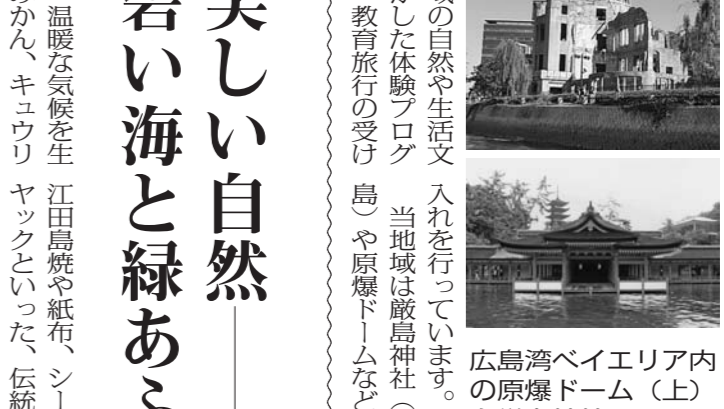 域の自然や生活文
かした体験プログ
教育旅行の受け
入れを行っています。
当地域は厳島神社（
島）や原爆ドームなど
広島湾ベイエリア内
の原爆ドーム（上）
美しい自然――
碧い海と緑あふ
温暖な気候を生
かん、キュウリ
江田島焼や紙布、シー
ヤックといった、伝統